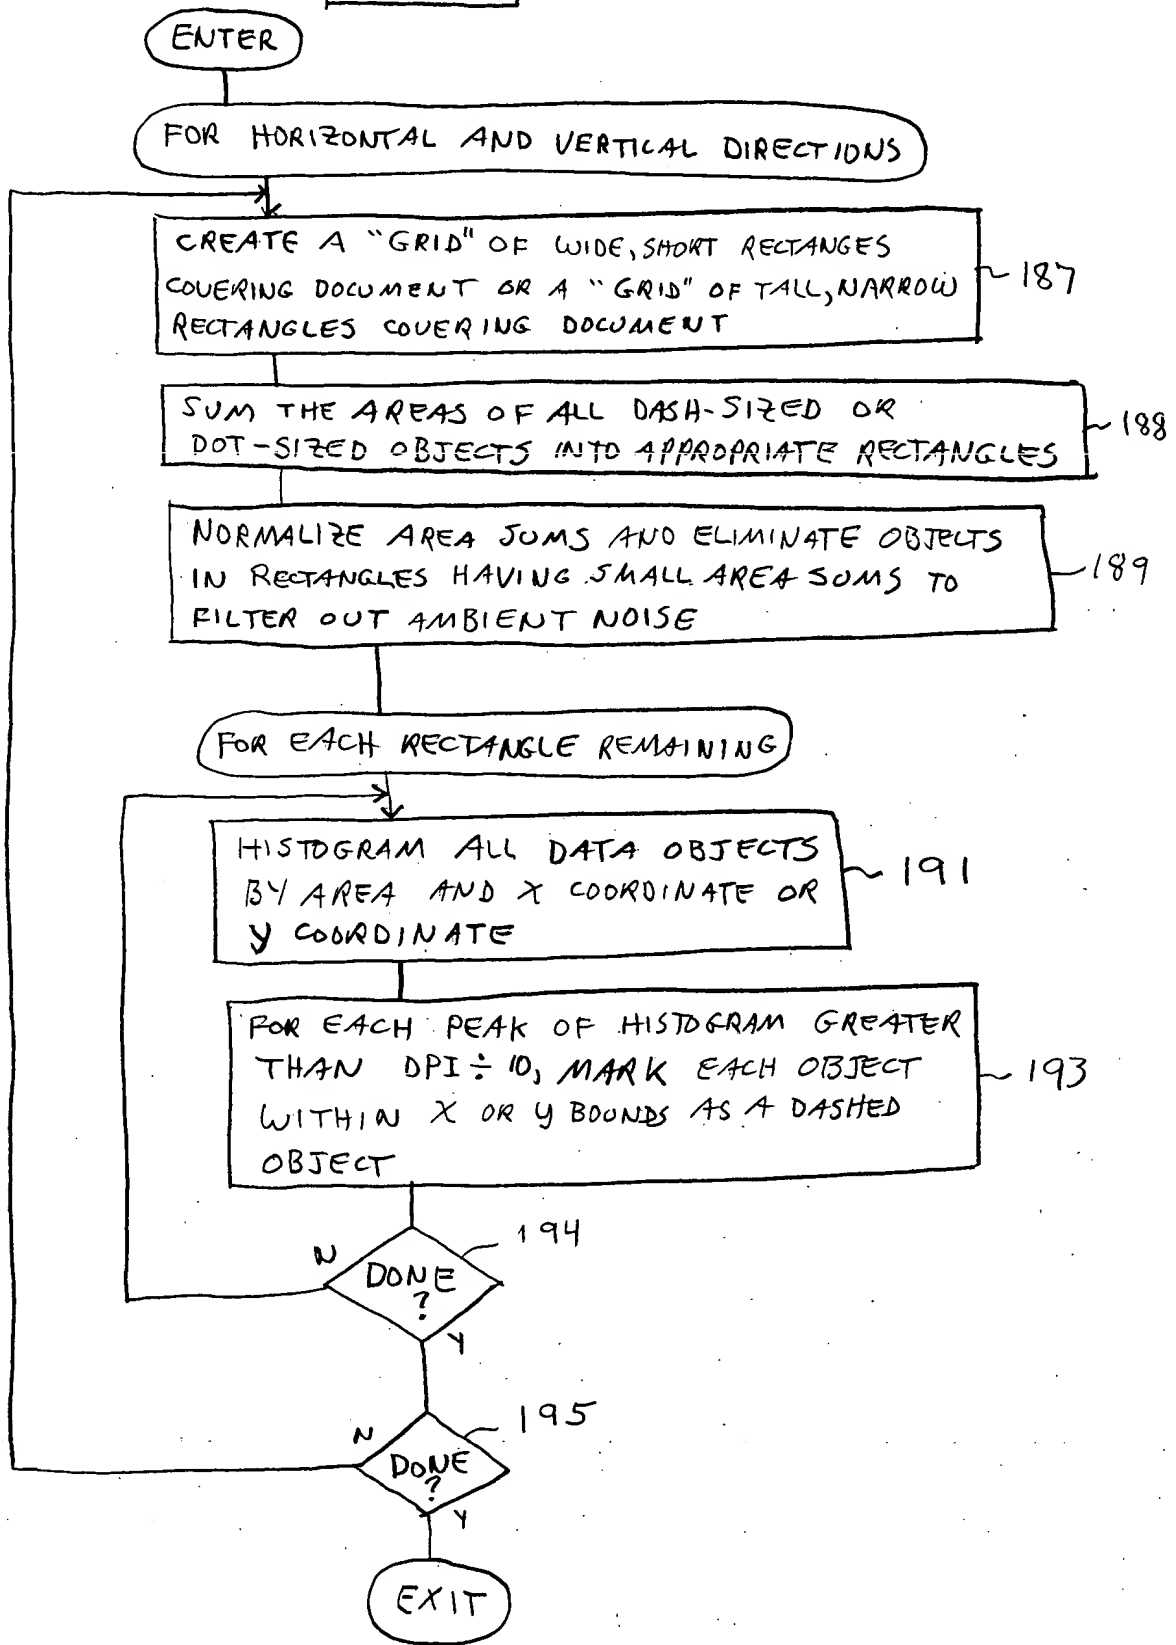 ENTER
FOR HORIZONTAL AND VERTICAL DIRECTIONS
CREATE A "GRID" OF WIDE, SHORT RECTANGES
COVERING DOCUMENT OR A "GRID" OF TALL, NARROW
RECTANGLES COVERING DOCUMENT
187
SUM THE AREAS OF ALL DASH-SIZED OR
DOT-SIZED OBJECTS INTO APPROPRIATE RECTANGLES
188
NORMALIZE AREA SUMS AND ELIMINATE OBJECTS
IN RECTANGLES HAVING SMALL AREA SUMS TO
FILTER OUT AMBIENT NOISE
189
FOR EACH RECTANGLE REMAINING
HISTOGRAM ALL DATA OBJECTS
BY AREA AND X COORDINATE OR
Y COORDINATE
191
FOR EACH PEAK OF HISTOGRAM GREATER
THAN DPI ÷ 10, MARK EACH OBJECT
WITHIN X OR Y BOUNDS AS A DASHED
OBJECT
193
194
N
DONE
?
Y
195
N
DONE
?
Y
EXIT